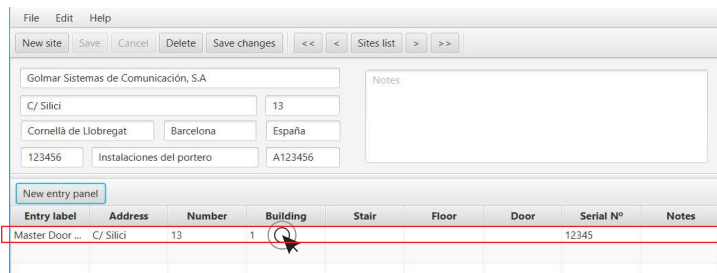 File Edit Help
New site Save Cancel Delete Save changes << < Sites list > >>
Golmar Sistemas de Comunicación, S.A
Notes
C/ Silici 13
Cornellà de Llobregat Barcelona España
123456 Instalaciones del portero A123456
New entry panel
Entry label Address Number Building Stair Floor Door Serial Nº Notes
Master Door ... C/ Silici 13 1 12345